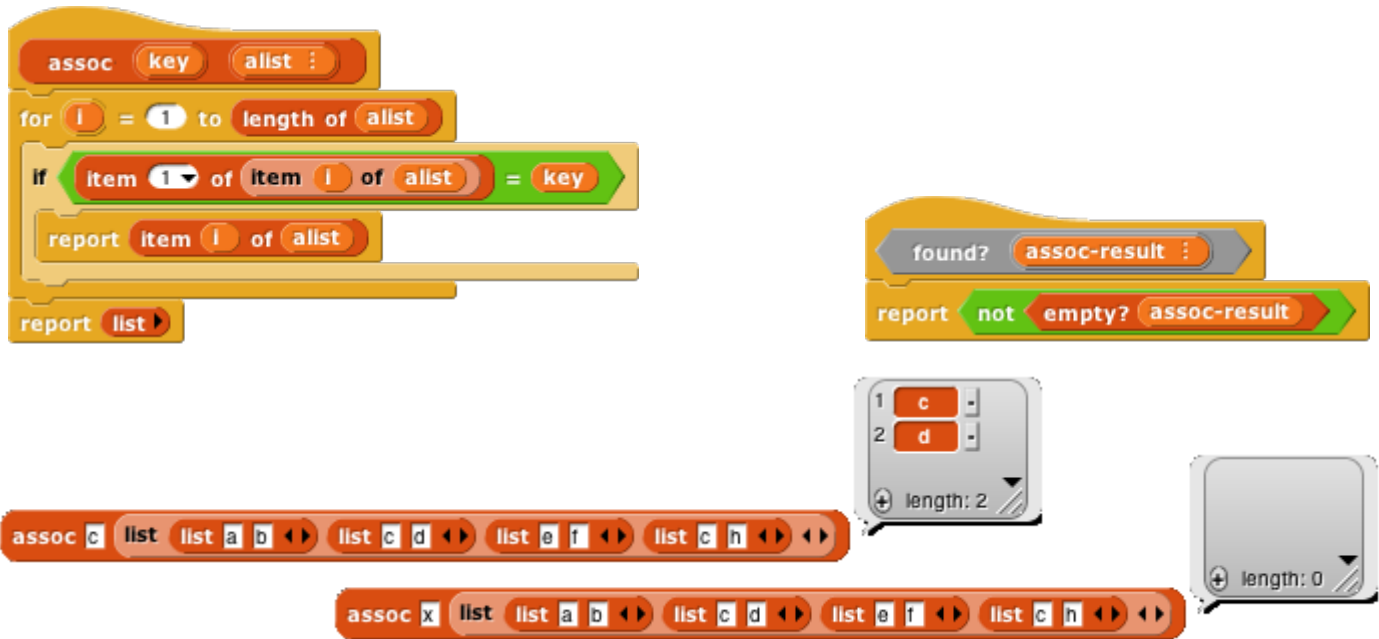 assoc key alist ⋮
for i = 1 to length of alist
if item 1 of item i of alist = key
report item i of alist
report list
found? assoc-result ⋮
report not empty? assoc-result
1 c -
2 d -
+ length: 2
assoc c list list a b list c d list e f list c h
+ length: 0
assoc x list list a b list c d list e f list c h